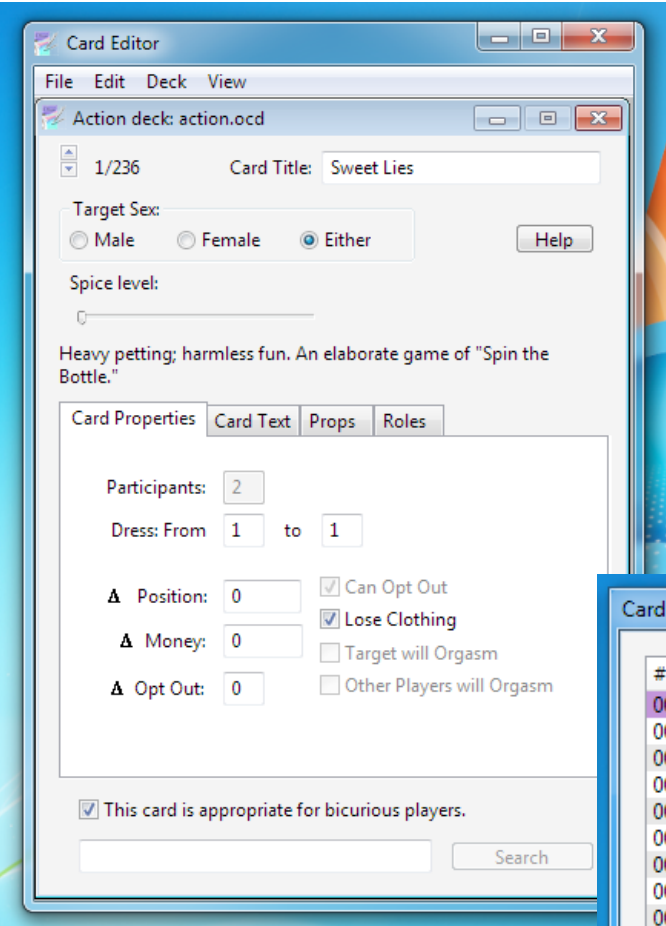 Card Editor
File Edit Deck View
Action deck: action.ocd
1/236 Card Title: Sweet Lies
Target Sex:
Male Female Either Help
Spice level:
Heavy petting; harmless fun. An elaborate game of "Spin the
Bottle."
Card Properties Card Text Props Roles
Participants: 2
Dress: From 1 to 1
Δ Position: 0 Can Opt Out
Lose Clothing
Δ Money: 0
Target will Orgasm
Δ Opt Out: 0 Other Players will Orgasm
This card is appropriate for bicurious players.
Search
Card
#